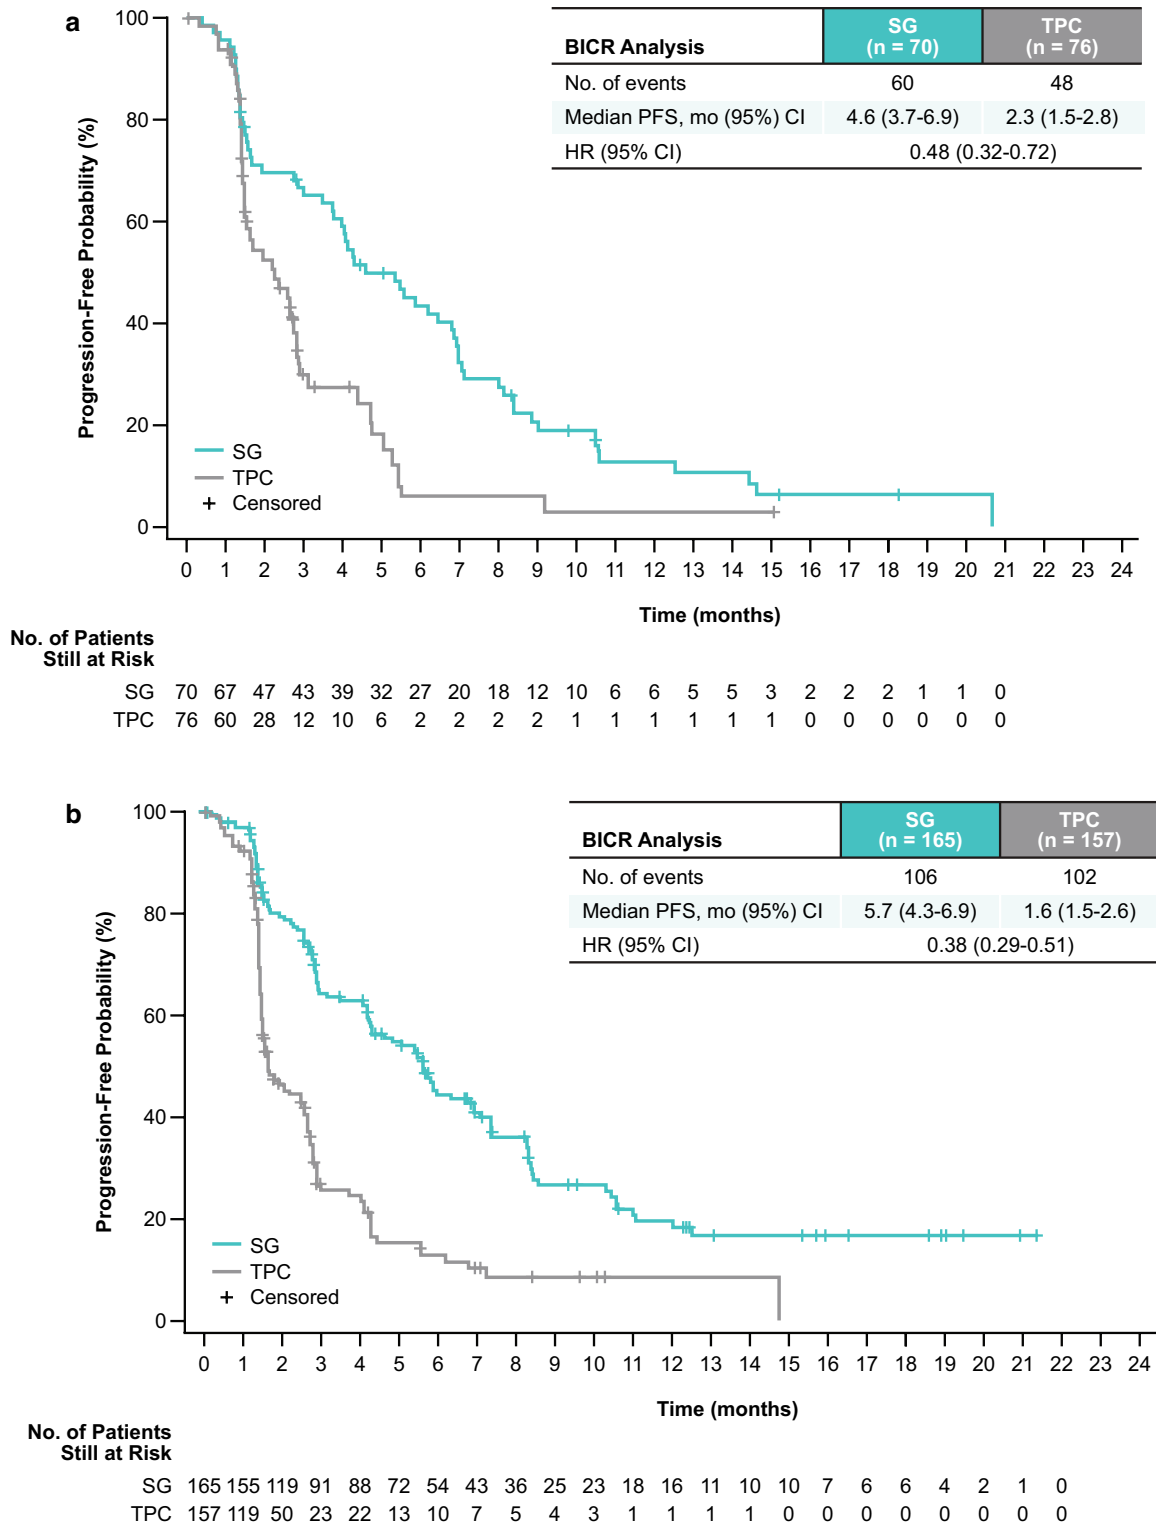 a
BICR Analysis SG (n = 70) TPC (n = 76)
No. of events 60 48
Median PFS, mo (95%) CI 4.6 (3.7-6.9) 2.3 (1.5-2.8)
HR (95% CI) 0.48 (0.32-0.72)
Progression-Free Probability (%)
100
80
60
40
20
0
SG
TPC
Censored
0 1 2 3 4 5 6 7 8 9 10 11 12 13 14 15 16 17 18 19 20 21 22 23 24
Time (months)
No. of Patients
Still at Risk
SG 70 67 47 43 39 32 27 20 18 12 10 6 6 5 5 3 2 2 2 1 1 0
TPC 76 60 28 12 10 6 2 2 2 2 1 1 1 1 1 1 0 0 0 0 0 0
b
BICR Analysis SG (n = 165) TPC (n = 157)
No. of events 106 102
Median PFS, mo (95%) CI 5.7 (4.3-6.9) 1.6 (1.5-2.6)
HR (95% CI) 0.38 (0.29-0.51)
Progression-Free Probability (%)
100
80
60
40
20
0
SG
TPC
Censored
0 1 2 3 4 5 6 7 8 9 10 11 12 13 14 15 16 17 18 19 20 21 22 23 24
Time (months)
No. of Patients
Still at Risk
SG 165 155 119 91 88 72 54 43 36 25 23 18 16 11 10 10 7 6 6 4 2 1 0
TPC 157 119 50 23 22 13 10 7 5 4 3 1 1 1 1 0 0 0 0 0 0 0 0